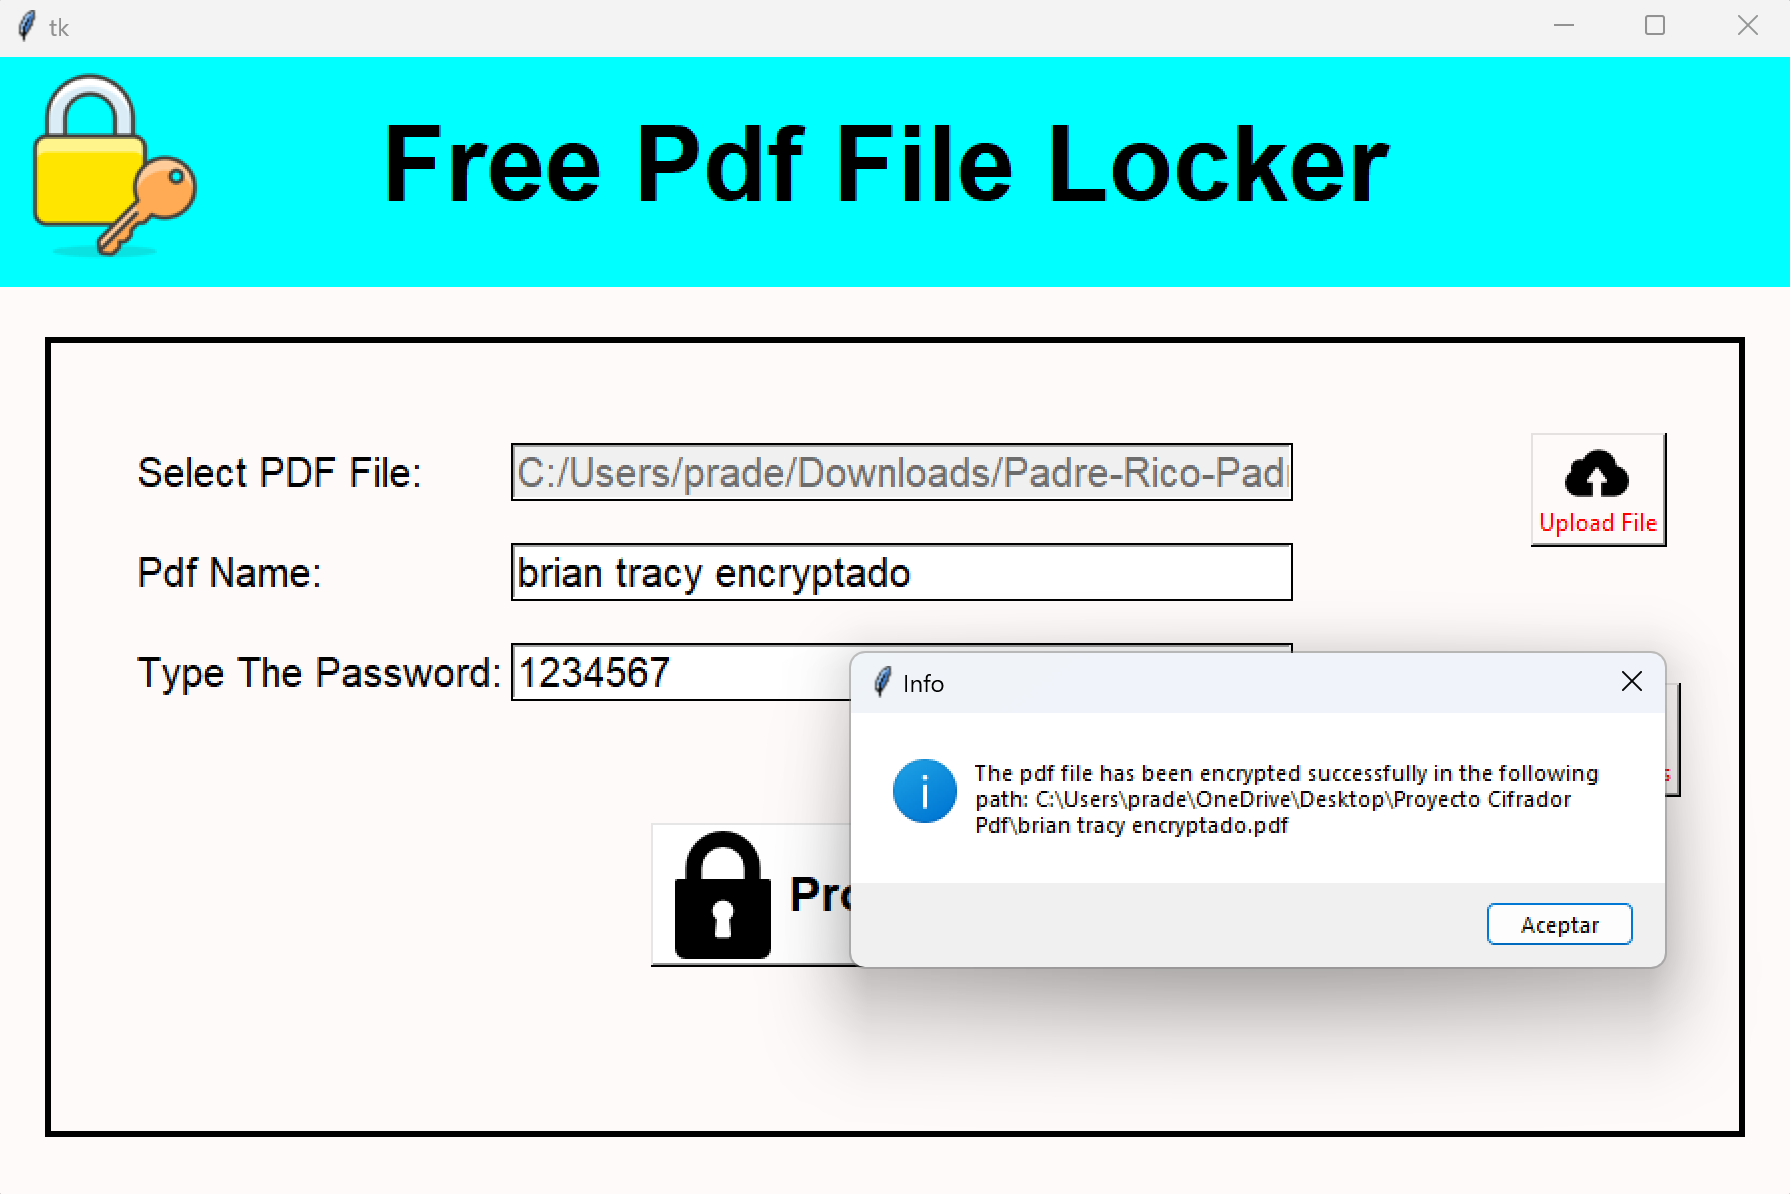 tk
Free Pdf File Locker
Select PDF File:
C:/Users/prade/Downloads/Padre-Rico-Pad
Upload File
Pdf Name:
brian tracy encryptado
Type The Password:
1234567
Info
The pdf file has been encrypted successfully in the following
path: C:\Users\prade\OneDrive\Desktop\Proyecto Cifrador
Pdf\brian tracy encryptado.pdf
Aceptar